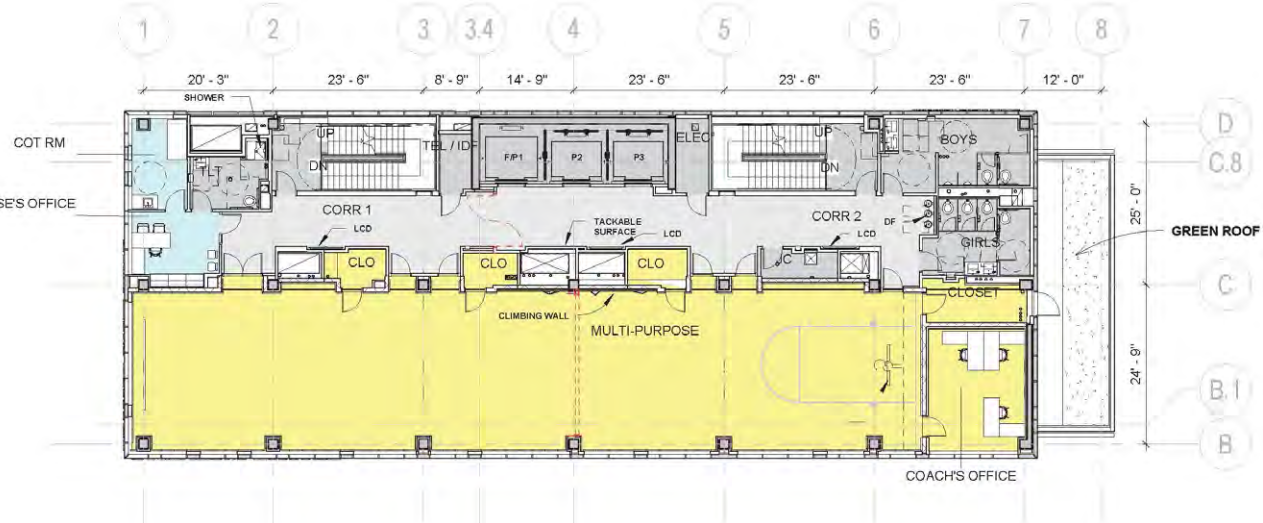 1 2 3 3.4 4 5 6 7 8
20' - 3" 23' - 6" 8' - 9" 14' - 9" 23' - 6" 23' - 6" 23' - 6" 12' - 0"
SHOWER
D
UP
TEL / IDF
ELEC
UP
BOYS
COT RM
F/P1 P2 P3
C.8
DN
DN
25' - 0"
SE'S OFFICE
CORR 1
TACKABLE
SURFACE
CORR 2
DF
LCD
LCD
LCD
GREEN ROOF
GIRLS
CLO
CLO
CLO
C
CLOSET
CLIMBING WALL
MULTI-PURPOSE
24' - 9"
B.1
B
COACH'S OFFICE